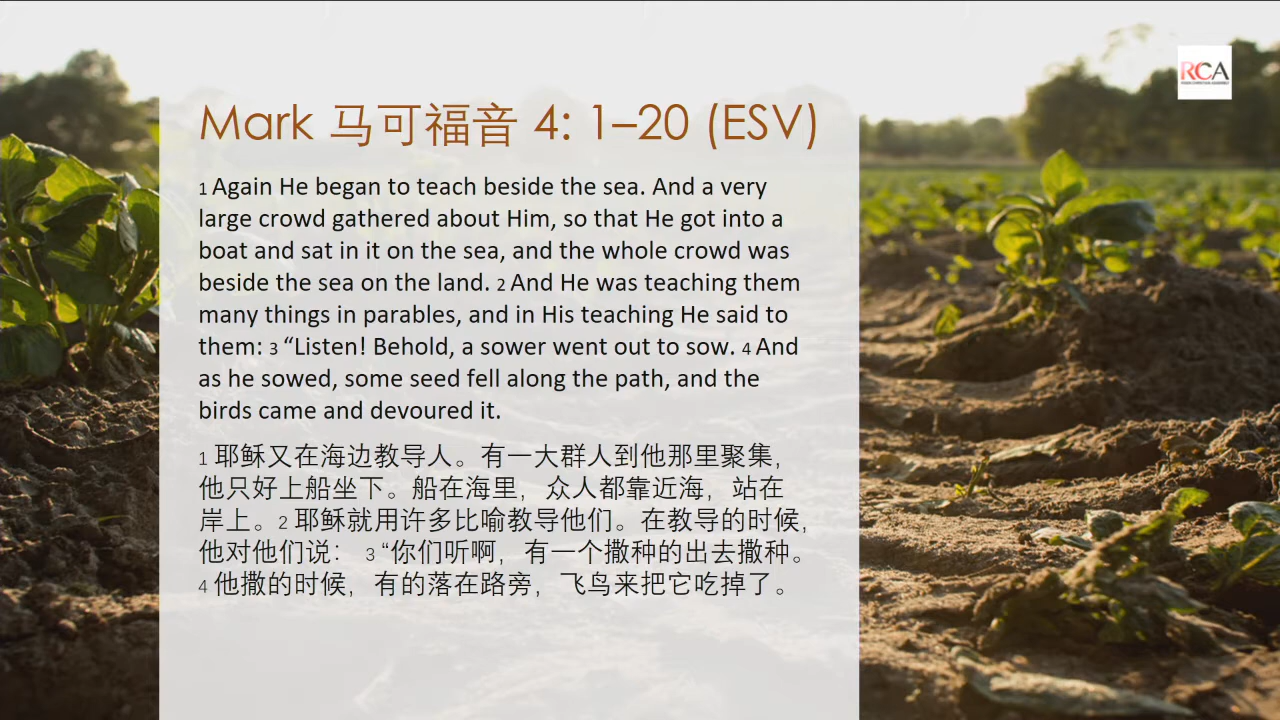 RCA
Mark 马可福音 4: 1–20 (ESV)
1 Again He began to teach beside the sea. And a very
large crowd gathered about Him, so that He got into a
boat and sat in it on the sea, and the whole crowd was
beside the sea on the land. 2 And He was teaching them
many things in parables, and in His teaching He said to
them: 3 “Listen! Behold, a sower went out to sow. 4 And
as he sowed, some seed fell along the path, and the
birds came and devoured it.
1 耶稣又在海边教导人。有一大群人到他那里聚集，
他只好上船坐下。船在海里，众人都靠近海，站在
岸上。2 耶稣就用许多比喻教导他们。在教导的时候，
他对他们说： 3 “你们听啊，有一个撒种的出去撒种。
4 他撒的时候，有的落在路旁，飞鸟来把它吃掉了。